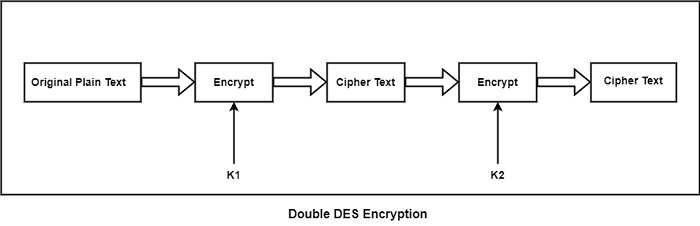 Original Plain Text
Encrypt
Cipher Text
Encrypt
Cipher Text
K1
K2
Double DES Encryption